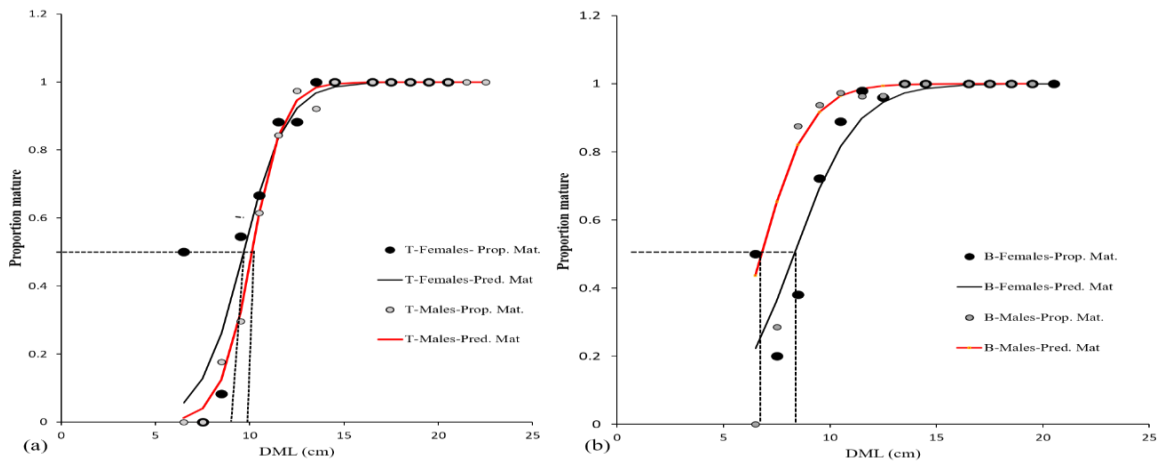 1.2
1
0.8
0.6
0.4
0.2
0
Proportion mature
0 5 10 15 20 25
DML (cm)
(a)
T-Females- Prop. Mat.
T-Females-Pred. Mat
T-Males-Prop. Mat.
T-Males-Pred. Mat
1.2
1
0.8
0.6
0.4
0.2
0
Proportion mature
0 5 10 15 20 25
DML (cm)
(b)
B-Females-Prop. Mat.
B-Females-Pred. Mat
B-Males-Prop. Mat.
B-Males-Pred. Mat